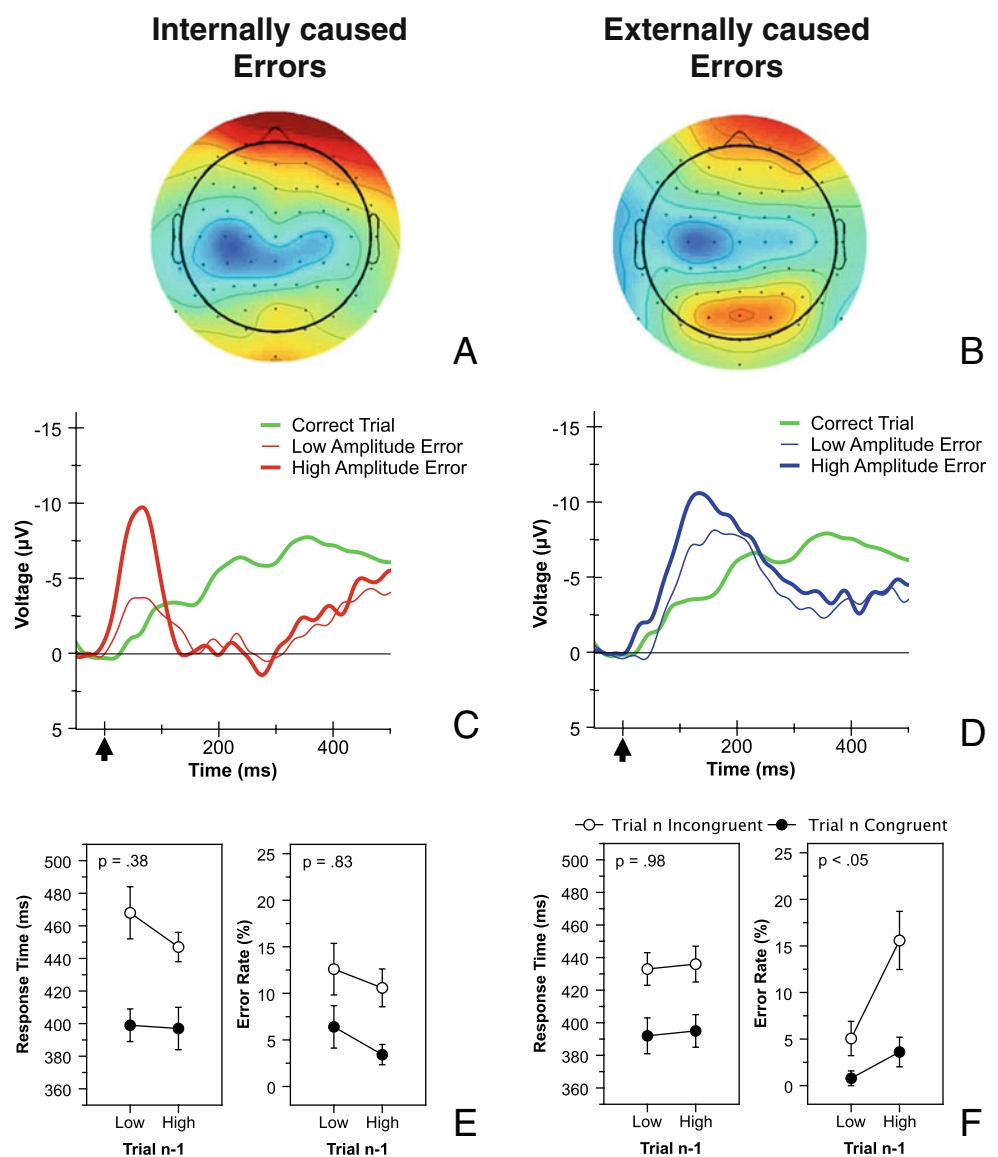 Internally caused
Errors
Externally caused
Errors
A
B
-15
-10
-5
0
5
Voltage (µV)
Correct Trial
Low Amplitude Error
High Amplitude Error
200
400
Time (ms)
C
-15
-10
-5
0
5
Voltage (µV)
Correct Trial
Low Amplitude Error
High Amplitude Error
200
400
Time (ms)
D
Trial n Incongruent
Trial n Congruent
p = .38
500
480
460
440
420
400
380
360
Response Time (ms)
Low
High
Trial n-1
p = .83
25
20
15
10
5
0
Error Rate (%)
Low
High
Trial n-1
E
p = .98
500
480
460
440
420
400
380
360
Response Time (ms)
Low
High
Trial n-1
p < .05
25
20
15
10
5
0
Error Rate (%)
Low
High
Trial n-1
F